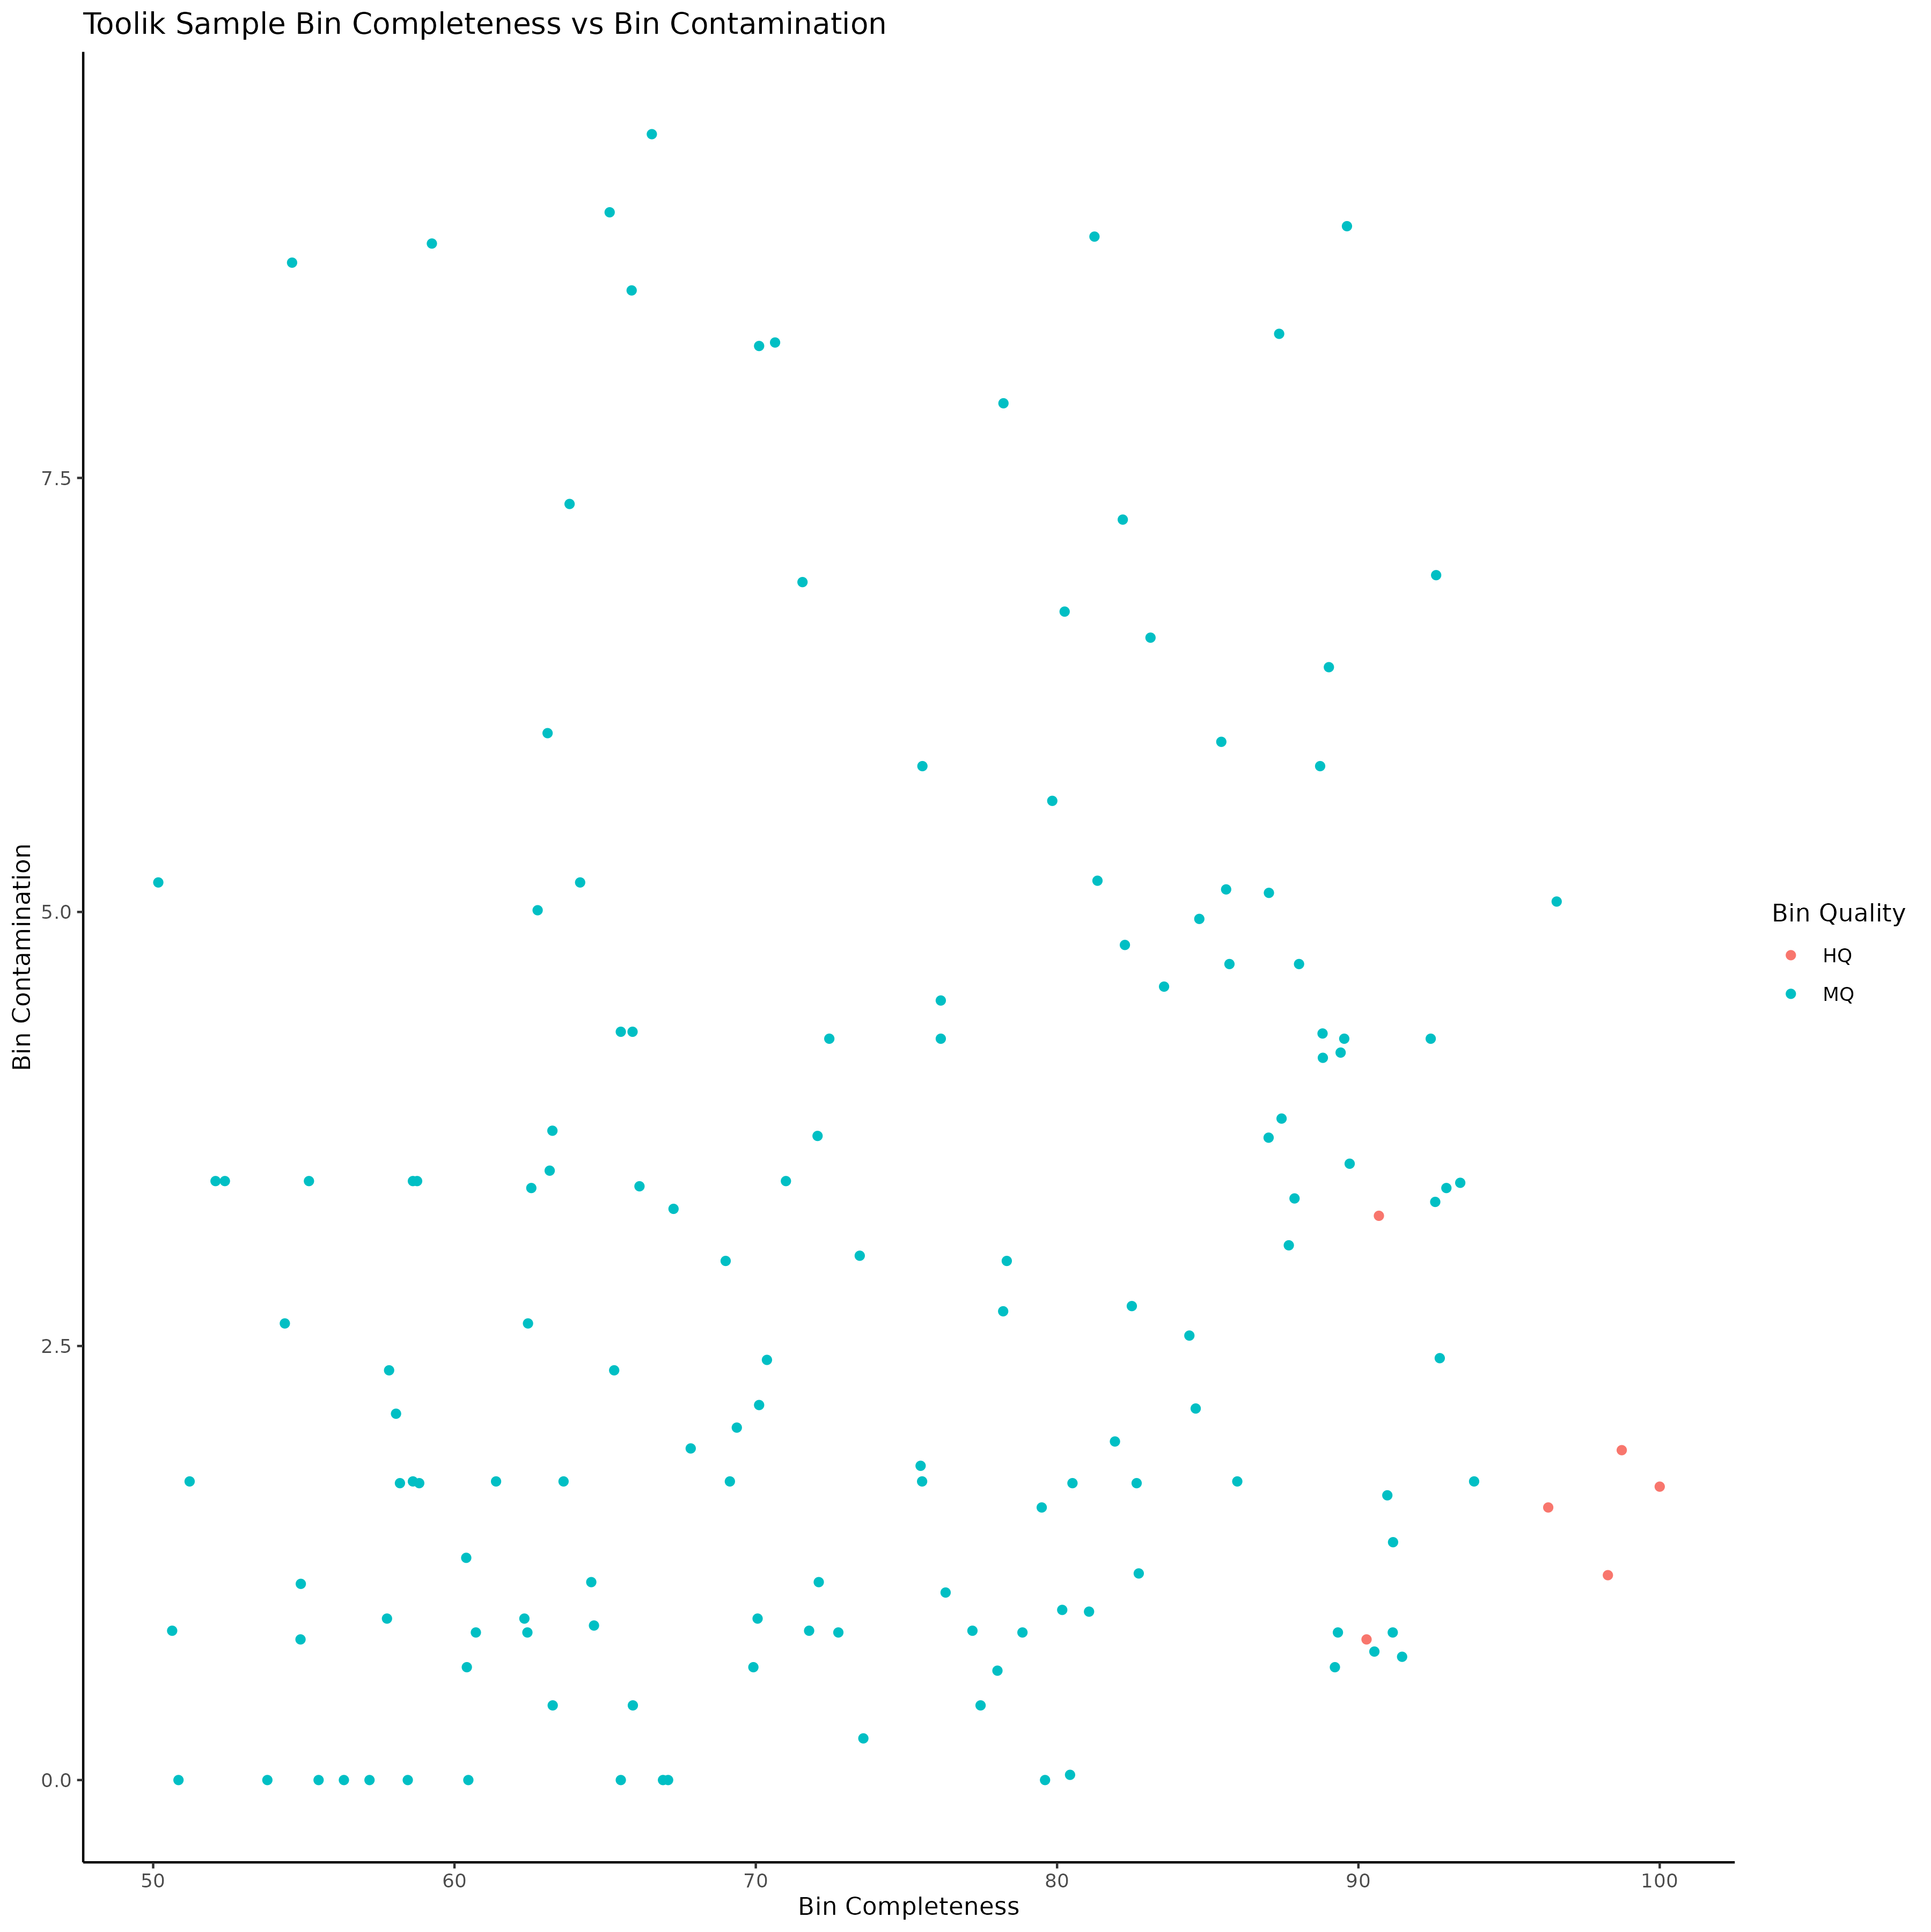 Toolik Sample Bin Completeness vs Bin Contamination
Bin Contamination
7.5
5.0
2.5
0.0
50 60 70 80 90 100
Bin Completeness
Bin Quality
HQ
MQ